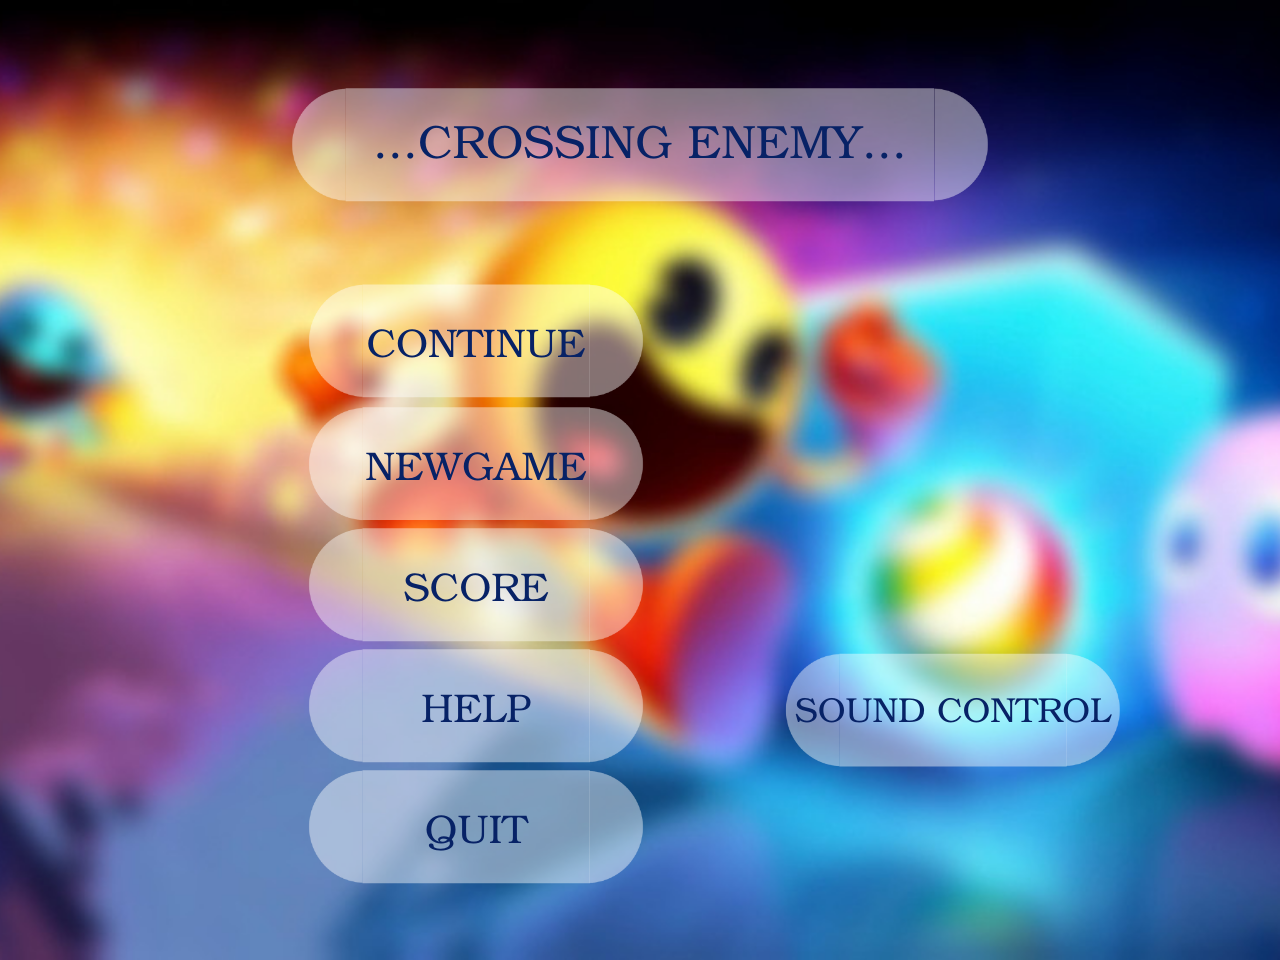 ...CROSSING ENEMY...
CONTINUE
NEWGAME
SCORE
HELP
SOUND CONTROL
QUIT